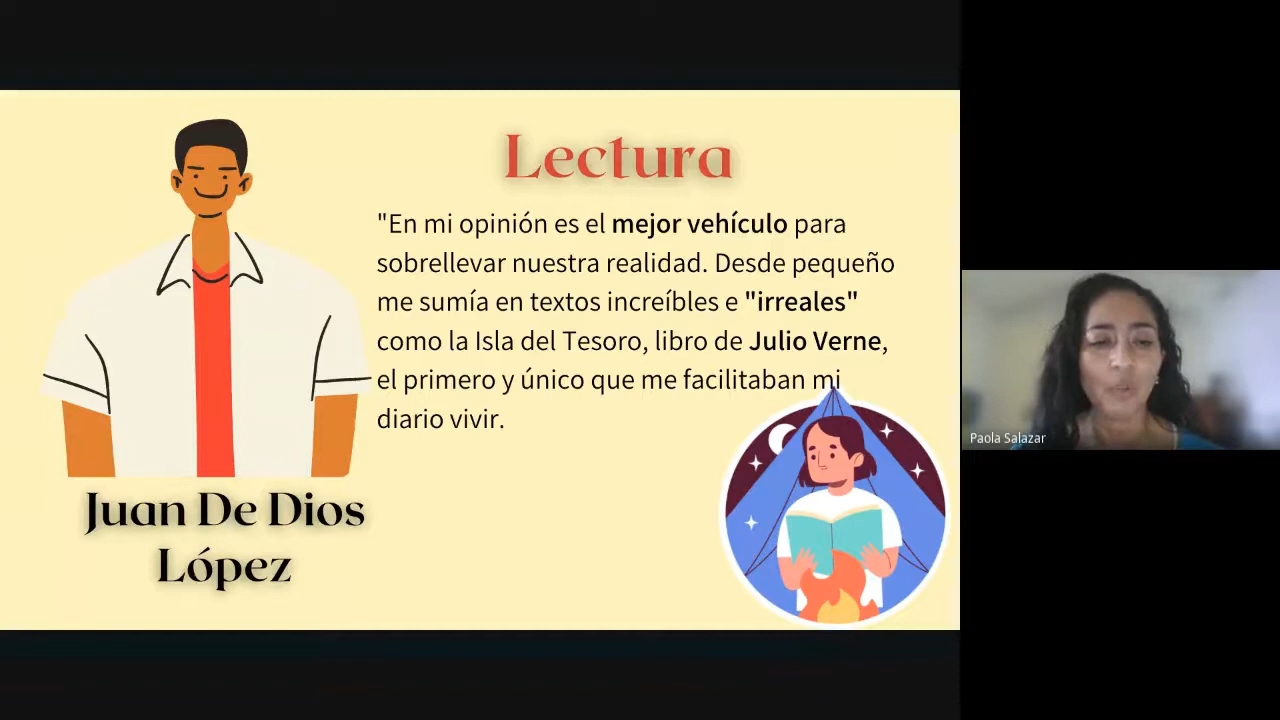 Lectura
"En mi opinión es el mejor vehículo para
sobrellevar nuestra realidad. Desde pequeño
me sumía en textos increíbles e "irreales"
como la Isla del Tesoro, libro de Julio Verne,
el primero y único que me facilitaban mi
diario vivir.
Juan De Dios
López
Paola Salazar